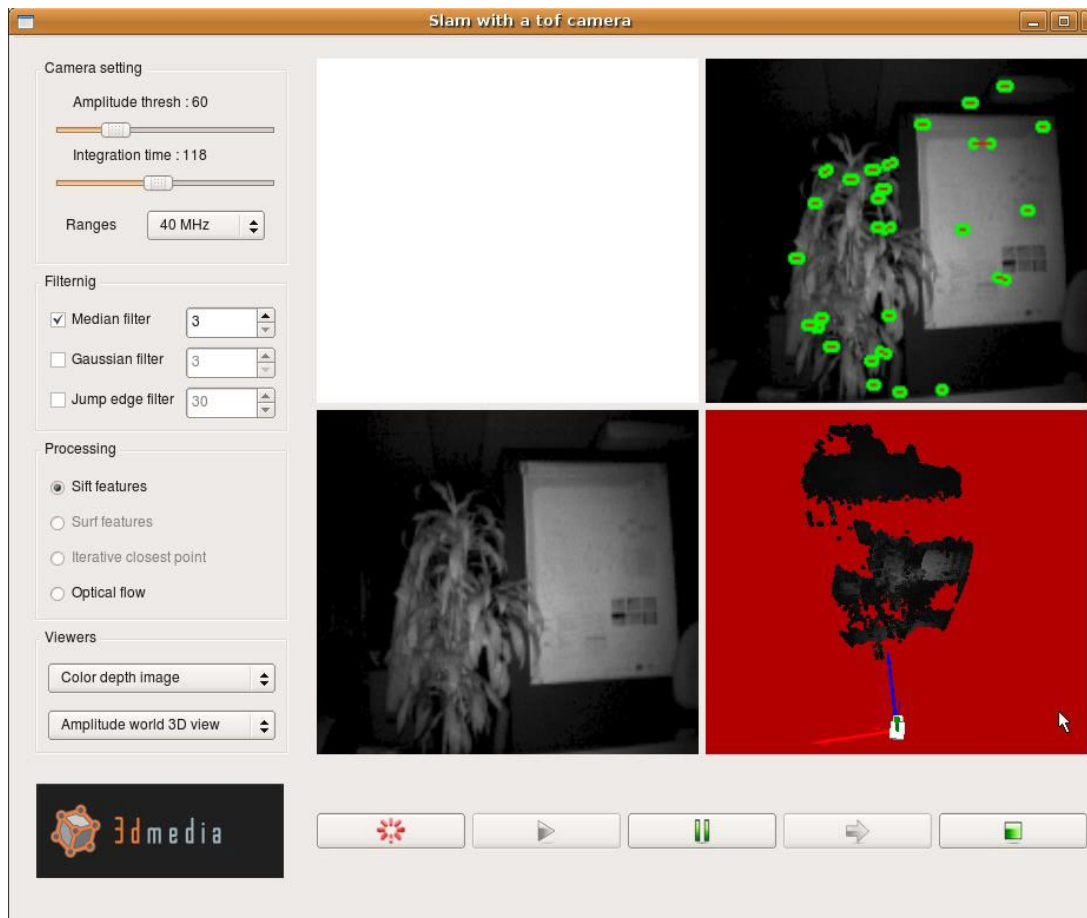 Slam with a tof camera
Camera setting
Amplitude thresh : 60
Integration time : 118
Ranges 40 MHz
Filternig
Median filter 3
Gaussian filter 3
Jump edge filter 30
Processing
Sift features
Surf features
Iterative closest point
Optical flow
Viewers
Color depth image
Amplitude world 3D view
3dmedia